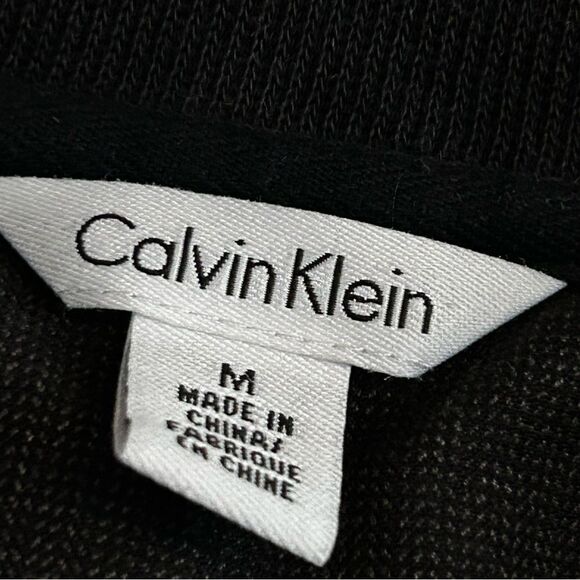 Calvin Klein
M
MADE IN
CHINA/
FABRIQUE
EN CHINE